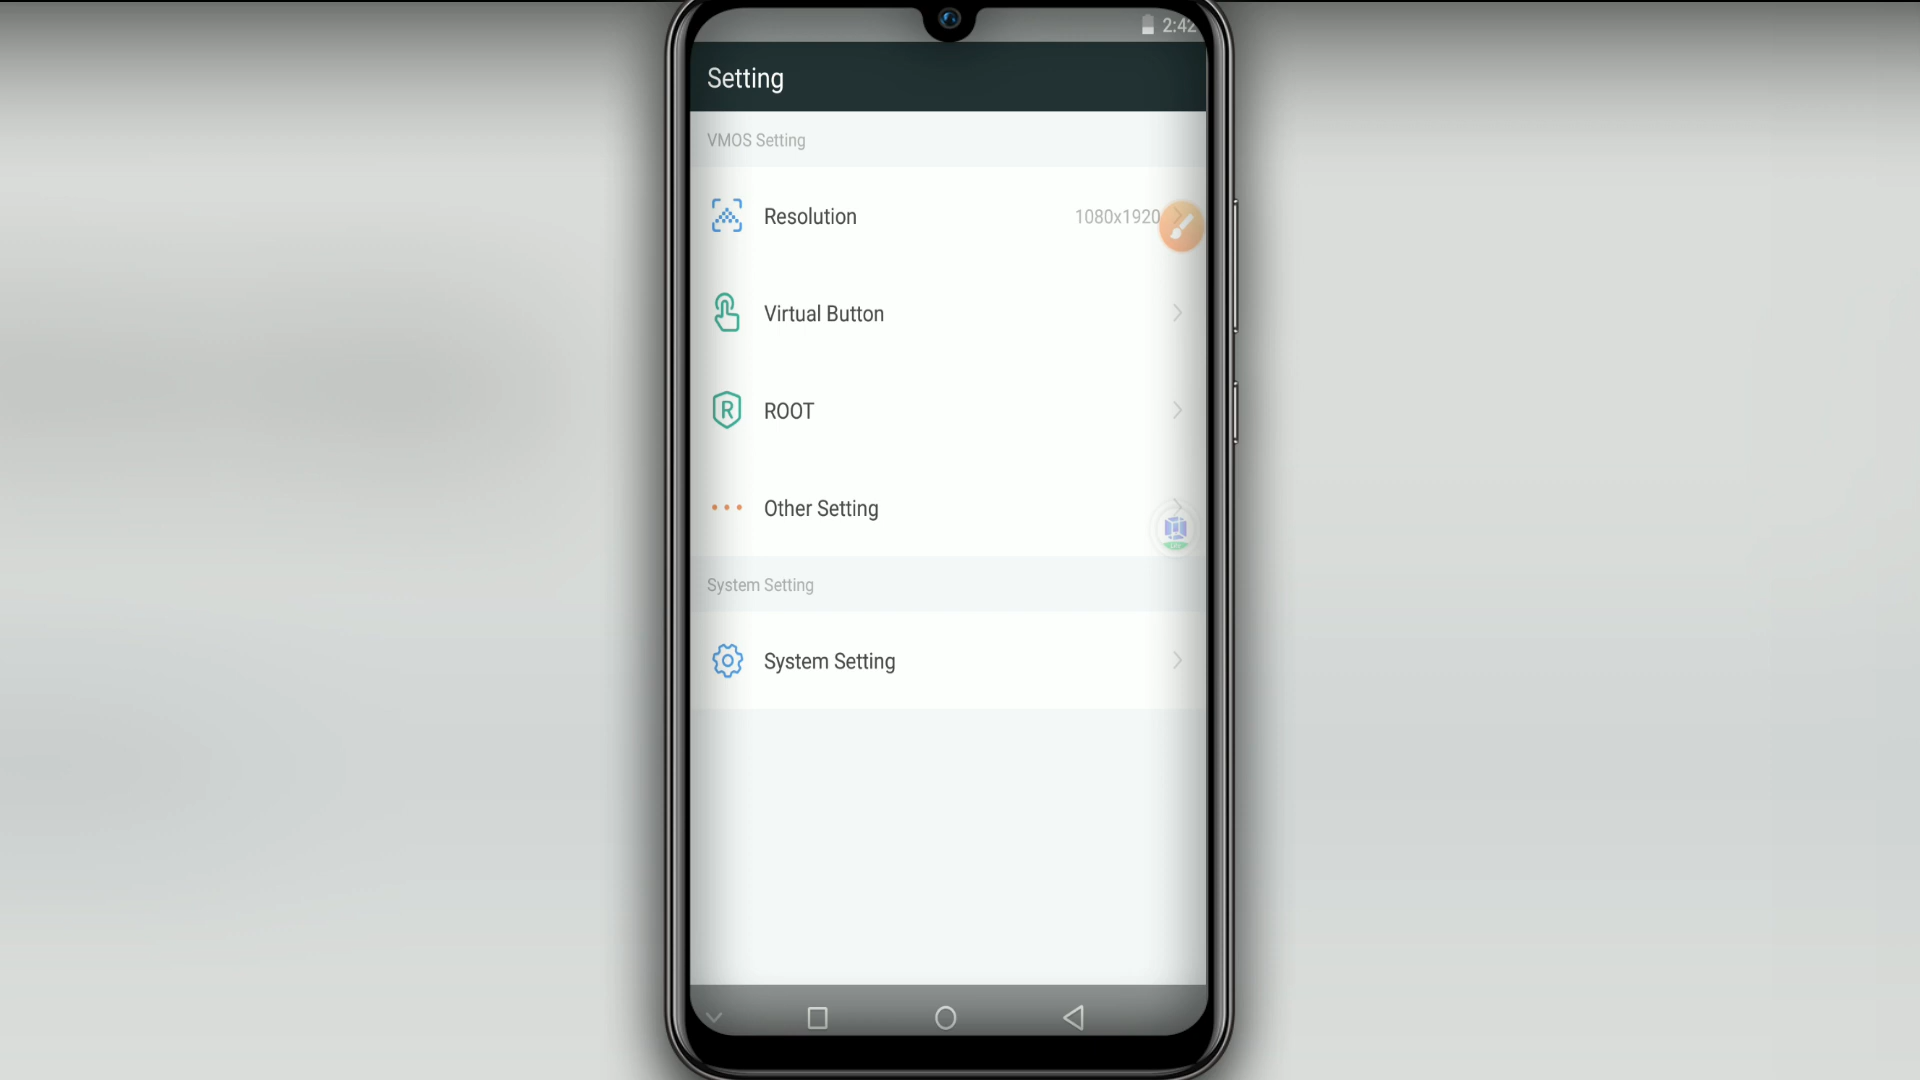 2:42
Setting
VMOS Setting
Resolution 1080x1920
Virtual Button
R ROOT
Other Setting
System Setting
System Setting